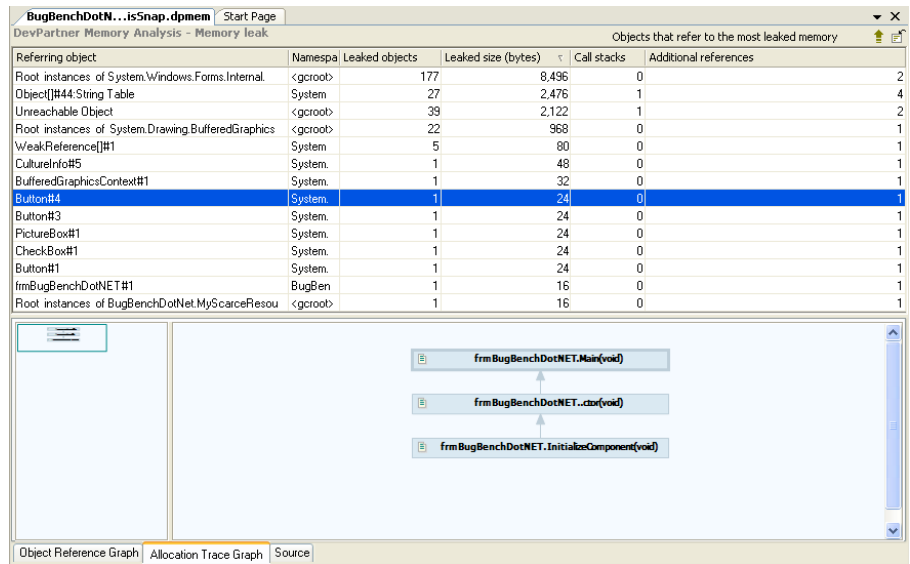 BugBenchDotN...isSnap.dpmem Start Page
DevPartner Memory Analysis - Memory leak
Objects that refer to the most leaked memory
Referring object Namespa Leaked objects Leaked size (bytes) Call stacks Additional references
Root instances of System.Windows.Forms.Internal. <gcroot> 177 8,496 0 2
Object[]#44:String Table System 27 2,476 1 4
Unreachable Object <gcroot> 39 2,122 1 2
Root instances of System.Drawing.BufferedGraphics <gcroot> 22 968 0 1
WeakReference[]#1 System 5 80 0 1
CultureInfo#5 System. 1 48 0 1
BufferedGraphicsContext#1 System. 1 32 0 1
Button#4 System. 1 24 0 1
Button#3 System. 1 24 0 1
PictureBox#1 System. 1 24 0 1
CheckBox#1 System. 1 24 0 1
Button#1 System. 1 24 0 1
frmBugBenchDotNET#1 BugBen 1 16 0 1
Root instances of BugBenchDotNet.MyScarceResou <gcroot> 1 16 0 1
frmBugBenchDotNET.Main(void)
frmBugBenchDotNET..ctor(void)
frmBugBenchDotNET.InitializeComponent(void)
Object Reference Graph Allocation Trace Graph Source